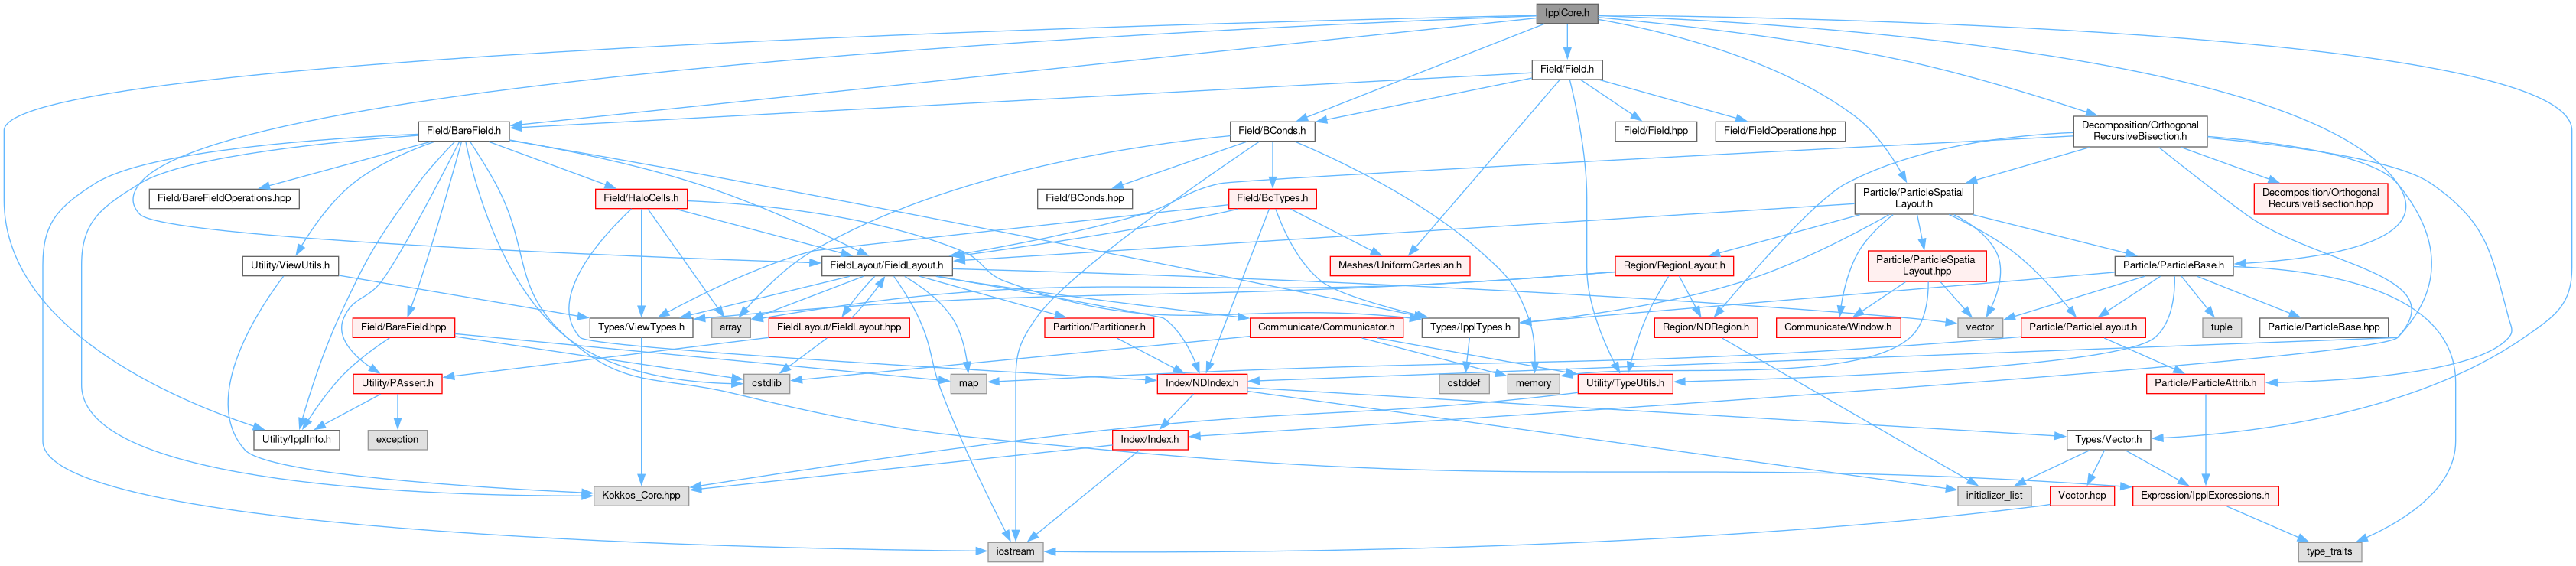 IpplCore.h
Field/Field.h
Field/BareField.h
Field/BConds.h
Field/Field.hpp
Field/FieldOperations.hpp
Decomposition/Orthogonal
RecursiveBisection.h
Field/BareFieldOperations.hpp
Field/HaloCells.h
Field/BConds.hpp
Field/BcTypes.h
Particle/ParticleSpatial
Layout.h
Decomposition/Orthogonal
RecursiveBisection.hpp
Utility/ViewUtils.h
FieldLayout/FieldLayout.h
Meshes/UniformCartesian.h
Region/RegionLayout.h
Particle/ParticleSpatial
Layout.hpp
Particle/ParticleBase.h
Field/BareField.hpp
Types/ViewTypes.h
array
FieldLayout/FieldLayout.hpp
Partition/Partitioner.h
Communicate/Communicator.h
Types/IpplTypes.h
Region/NDRegion.h
Communicate/Window.h
vector
Particle/ParticleLayout.h
tuple
Particle/ParticleBase.hpp
Utility/PAssert.h
cstdlib
map
Index/NDIndex.h
cstddef
memory
Utility/TypeUtils.h
Particle/ParticleAttrib.h
Utility/IpplInfo.h
exception
Index/Index.h
Types/Vector.h
Kokkos_Core.hpp
initializer_list
Vector.hpp
Expression/IpplExpressions.h
iostream
type_traits